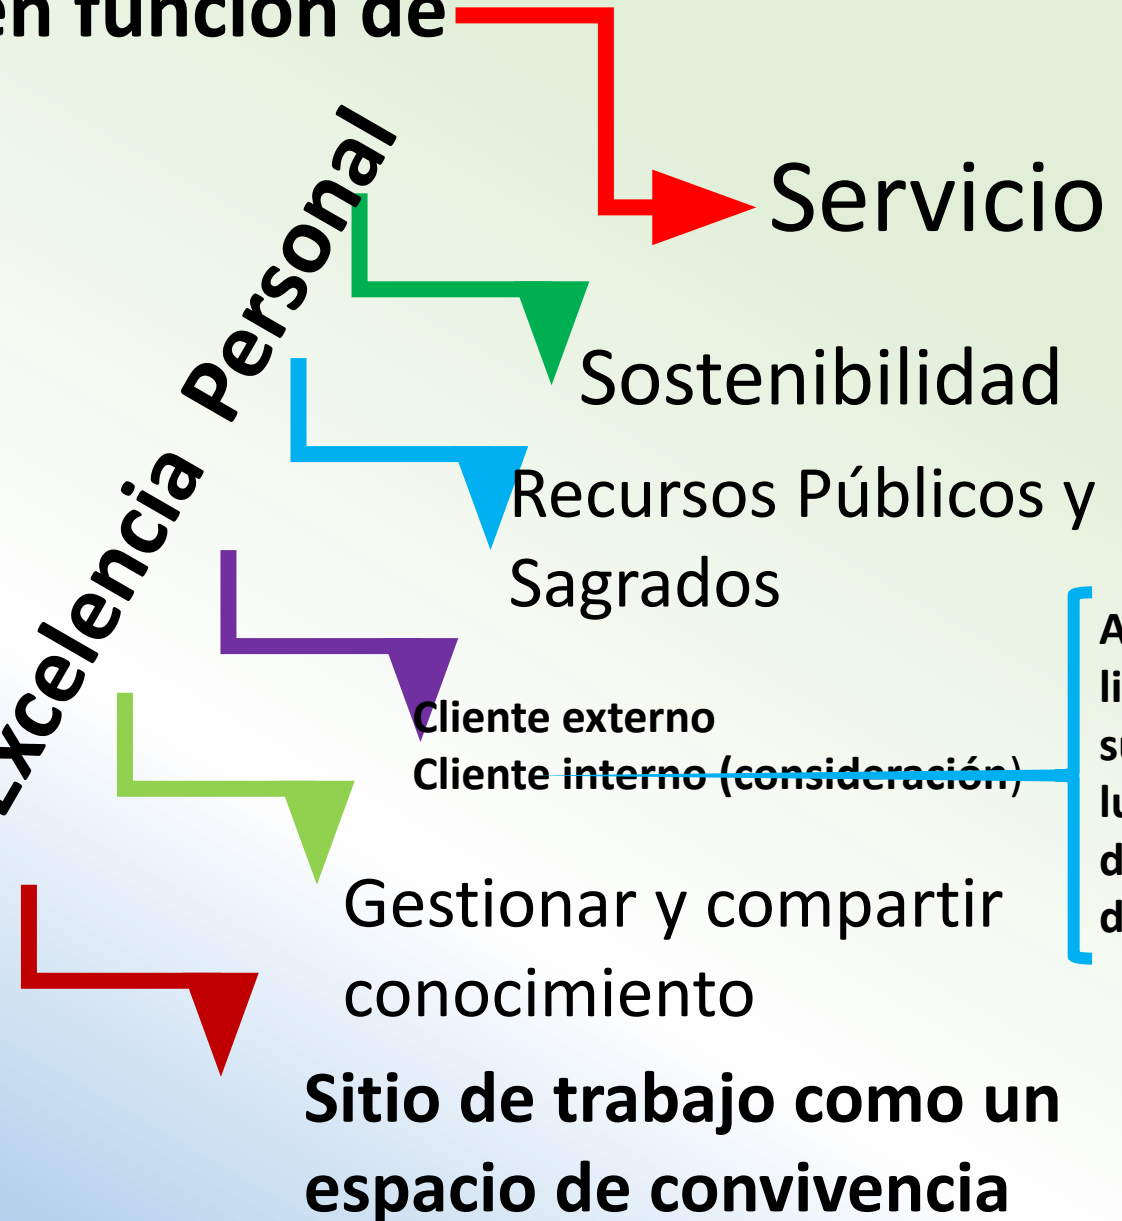 en función de
Servicio
Excelencia Personal
Sostenibilidad
Recursos Públicos y
Sagrados
Cliente externo
Cliente interno (consideración)
Gestionar y compartir
conocimiento
Sitio de trabajo como un
espacio de convivencia